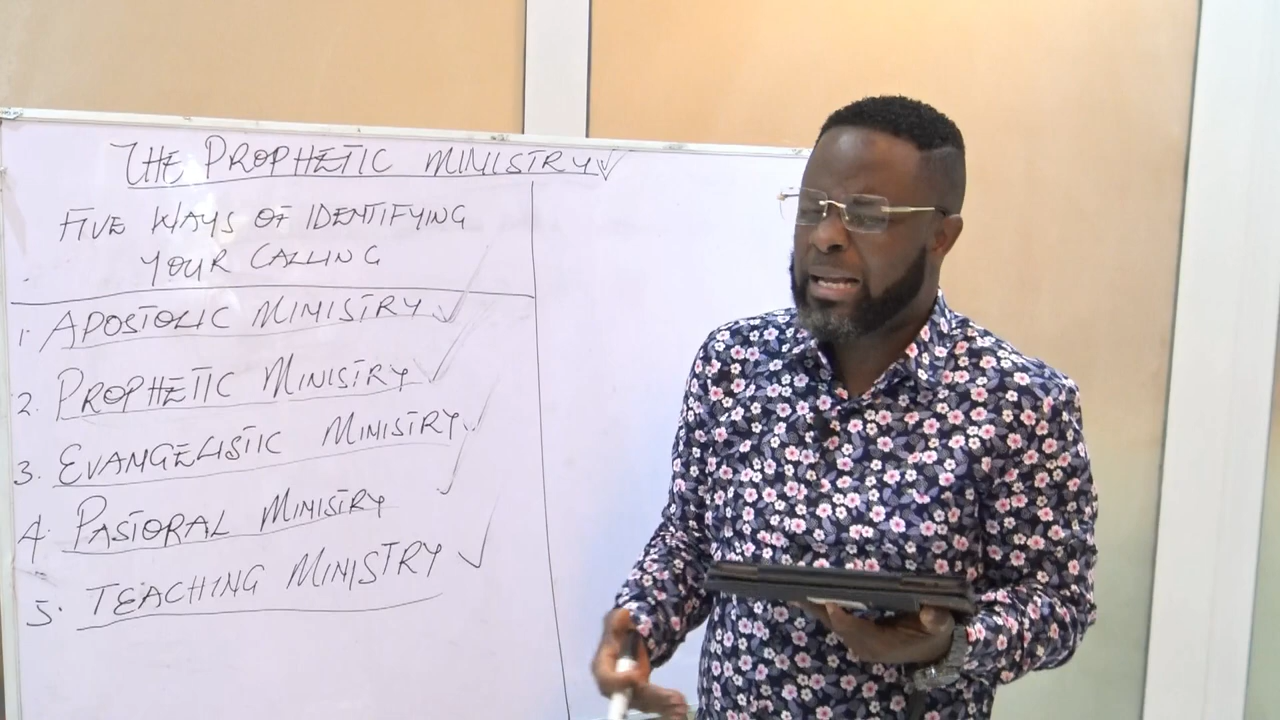 THE PROPHETIC MINISTRY
FIVE WAYS OF IDENTIFYING
YOUR CALLING
1. APOSTOLIC MINISTRY
2. PROPHETIC MINISTRY
3. EVANGELISTIC MINISTRY
4. PASTORAL MINISTRY
5. TEACHING MINISTRY